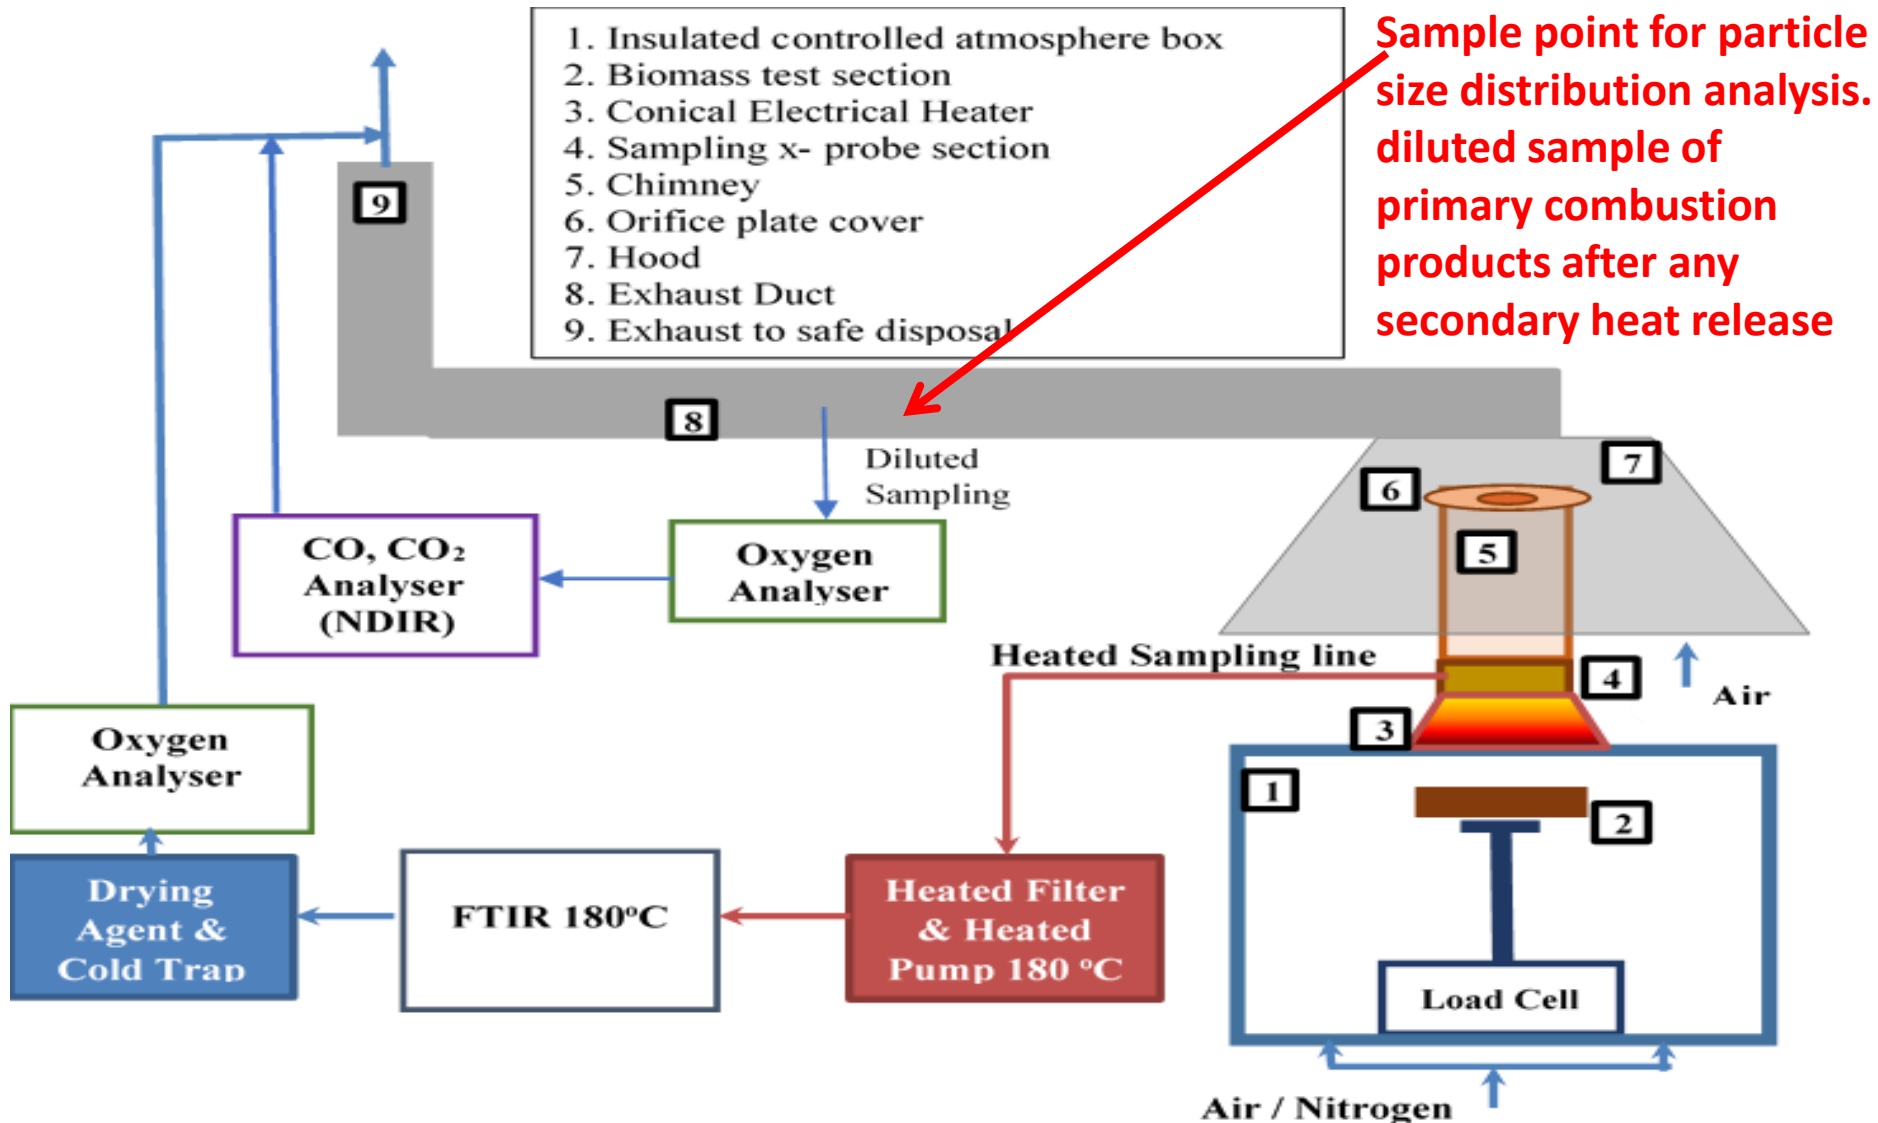 1. Insulated controlled atmosphere box
2. Biomass test section
3. Conical Electrical Heater
4. Sampling x- probe section
5. Chimney
6. Orifice plate cover
7. Hood
8. Exhaust Duct
9. Exhaust to safe disposal
Sample point for particle
size distribution analysis.
diluted sample of
primary combustion
products after any
secondary heat release
9
8
Diluted
Sampling
7
6
5
CO, CO₂
Analyser
(NDIR)
Oxygen
Analyser
Heated Sampling line
4
Air
3
Oxygen
Analyser
1
2
Drying
Agent &
Cold Trap
FTIR 180°C
Heated Filter
& Heated
Pump 180 °C
Load Cell
Air / Nitrogen